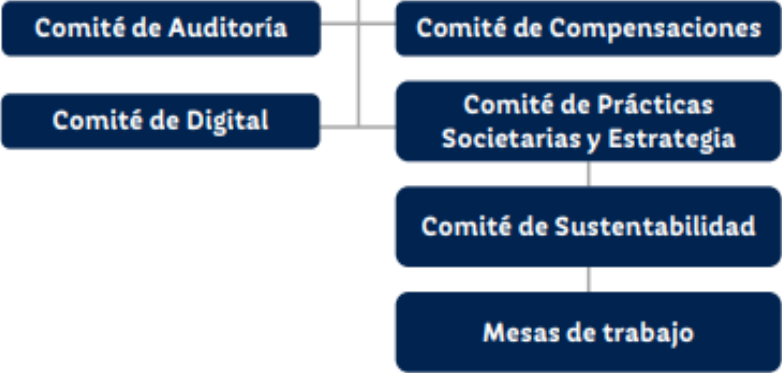 Comité de Auditoría
Comité de Compensaciones
Comité de Digital
Comité de Prácticas
Societarias y Estrategia
Comité de Sustentabilidad
Mesas de trabajo